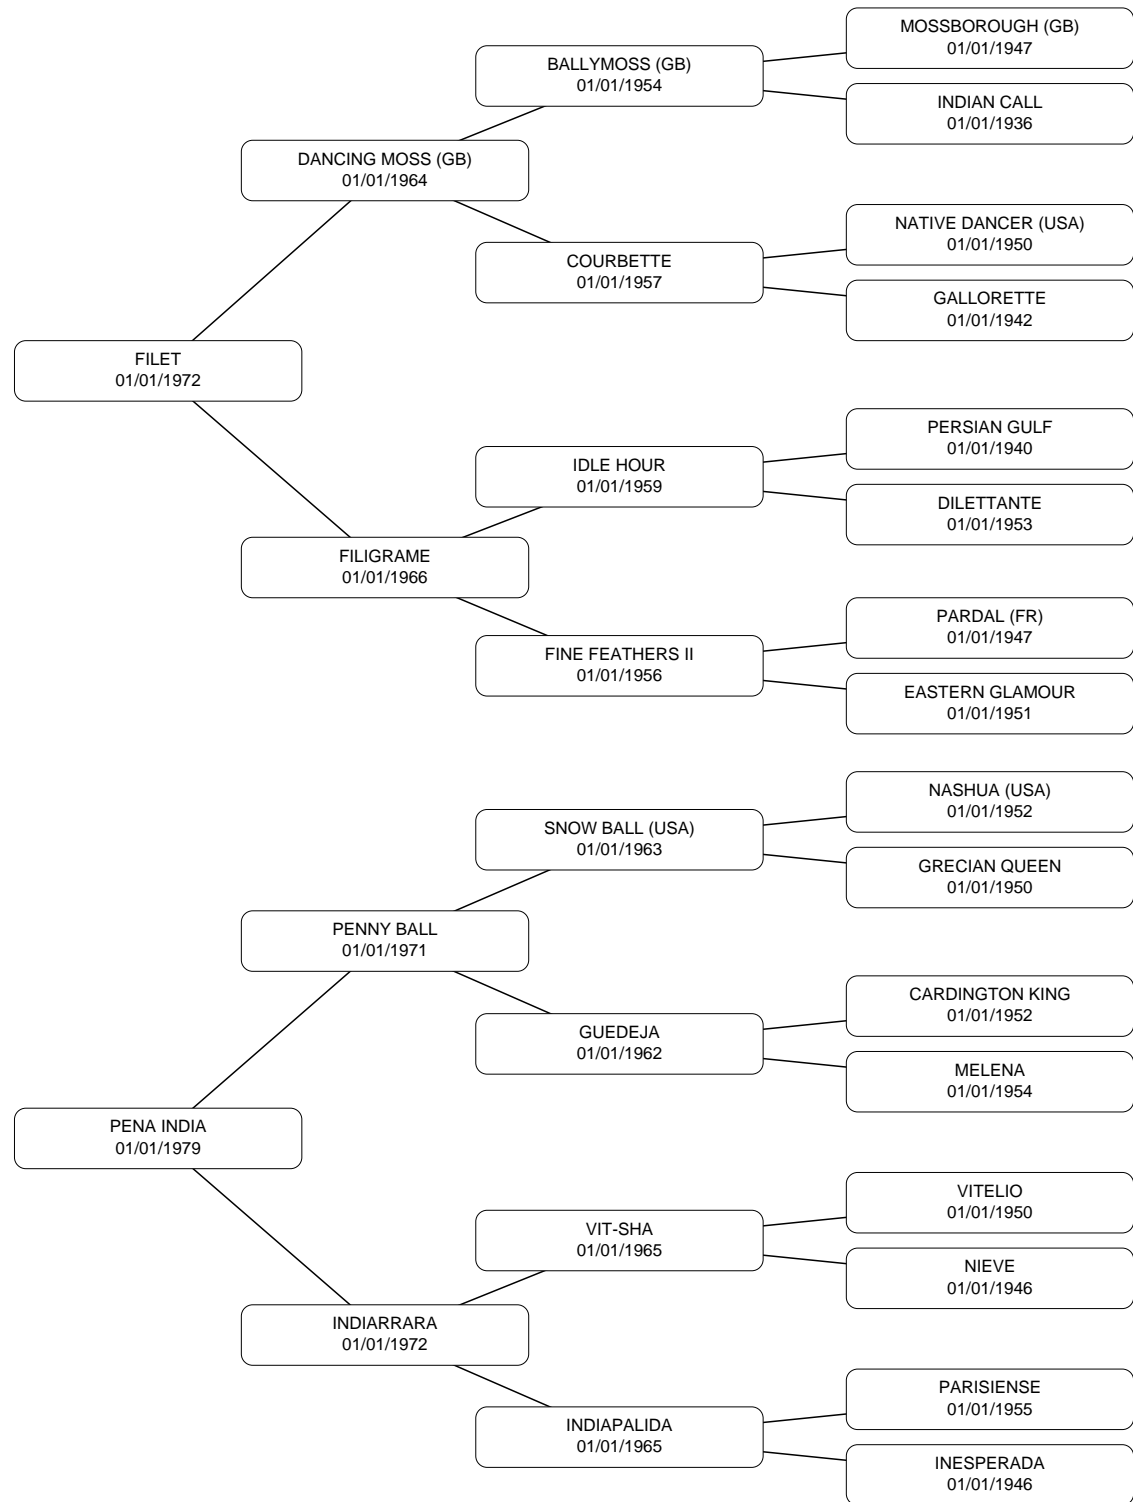 MOSSBOROUGH (GB)
01/01/1947
BALLYMOSS (GB)
01/01/1954
INDIAN CALL
01/01/1936
DANCING MOSS (GB)
01/01/1964
NATIVE DANCER (USA)
01/01/1950
COURBETTE
01/01/1957
GALLORETTE
01/01/1942
FILET
01/01/1972
PERSIAN GULF
01/01/1940
IDLE HOUR
01/01/1959
DILETTANTE
01/01/1953
FILIGRAME
01/01/1966
PARDAL (FR)
01/01/1947
FINE FEATHERS II
01/01/1956
EASTERN GLAMOUR
01/01/1951
NASHUA (USA)
01/01/1952
SNOW BALL (USA)
01/01/1963
GRECIAN QUEEN
01/01/1950
PENNY BALL
01/01/1971
CARDINGTON KING
01/01/1952
GUEDEJA
01/01/1962
MELENA
01/01/1954
PENA INDIA
01/01/1979
VITELIO
01/01/1950
VIT-SHA
01/01/1965
NIEVE
01/01/1946
INDIARRARA
01/01/1972
PARISIENSE
01/01/1955
INDIAPALIDA
01/01/1965
INESPERADA
01/01/1946